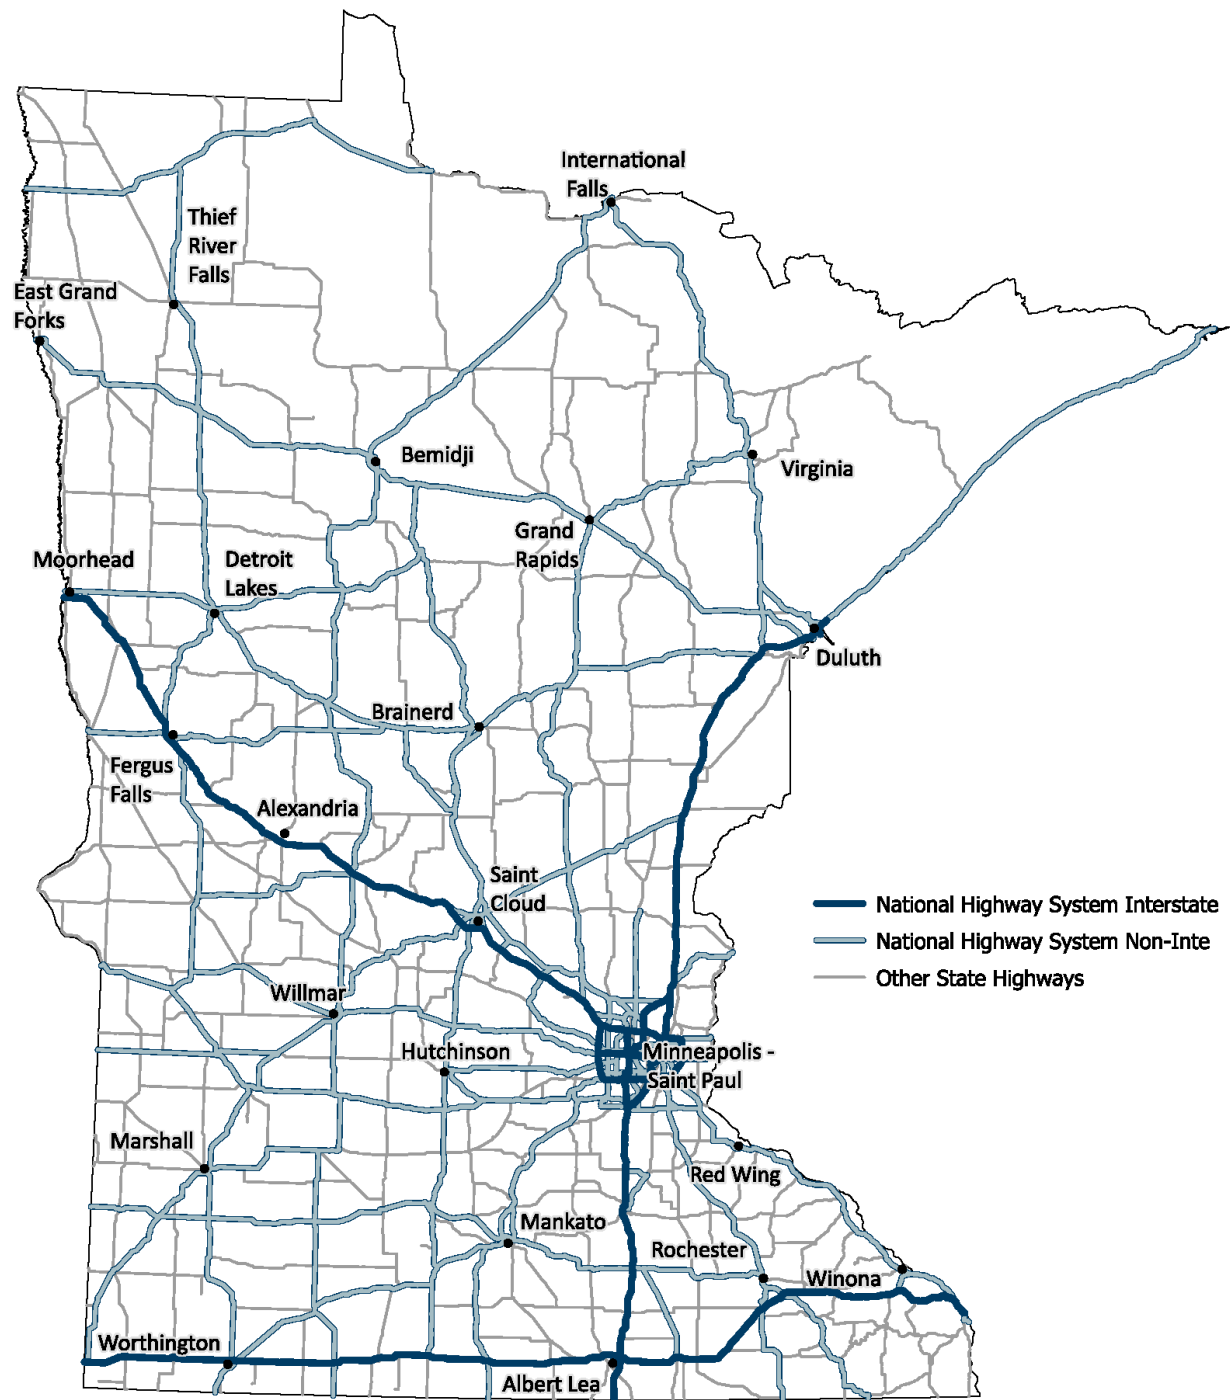 International
Falls
Thief
River
Falls
East Grand
Forks
Bemidji
Virginia
Grand
Rapids
Moorhead
Detroit
Lakes
Duluth
Brainerd
Fergus
Falls
Alexandria
Saint
Cloud
National Highway System Interstate
National Highway System Non-Inte
Other State Highways
Willmar
Hutchinson
Minneapolis -
Saint Paul
Marshall
Red Wing
Mankato
Rochester
Winona
Worthington
Albert Lea